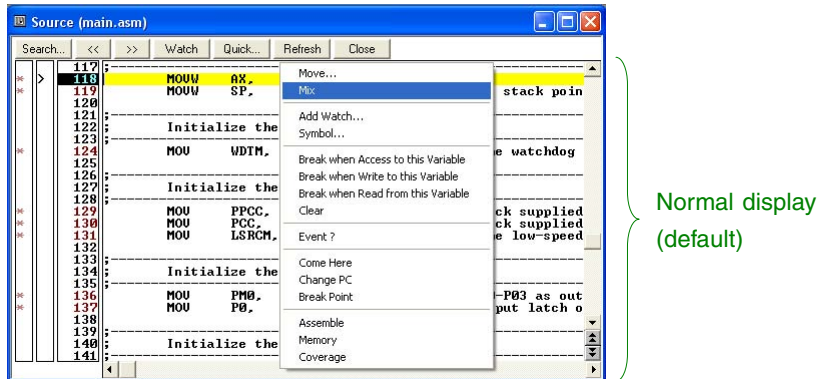 Source (main.asm)
Search... << >> Watch Quick... Refresh Close
117 ;
* > 118 MOVW AX,
* 119 MOVW SP, stack poin
120
121 ;
122 ; Initialize the
123 ;
* 124 MOV WDTM, e watchdog
125
126 ;
127 ; Initialize the
128 ;
* 129 MOV PPCC, ck supplied
* 130 MOV PCC, ck supplied
* 131 MOV LSRCM, e low-speed
132
133 ;
134 ; Initialize the
135 ;
* 136 MOV PM0, -P03 as out
* 137 MOV P0, put latch o
138
139 ;
140 ; Initialize the
141 ;
Move...
Mix
Add Watch...
Symbol...
Break when Access to this Variable
Break when Write to this Variable
Break when Read from this Variable
Clear
Event ?
Come Here
Change PC
Break Point
Assemble
Memory
Coverage
Normal display
(default)